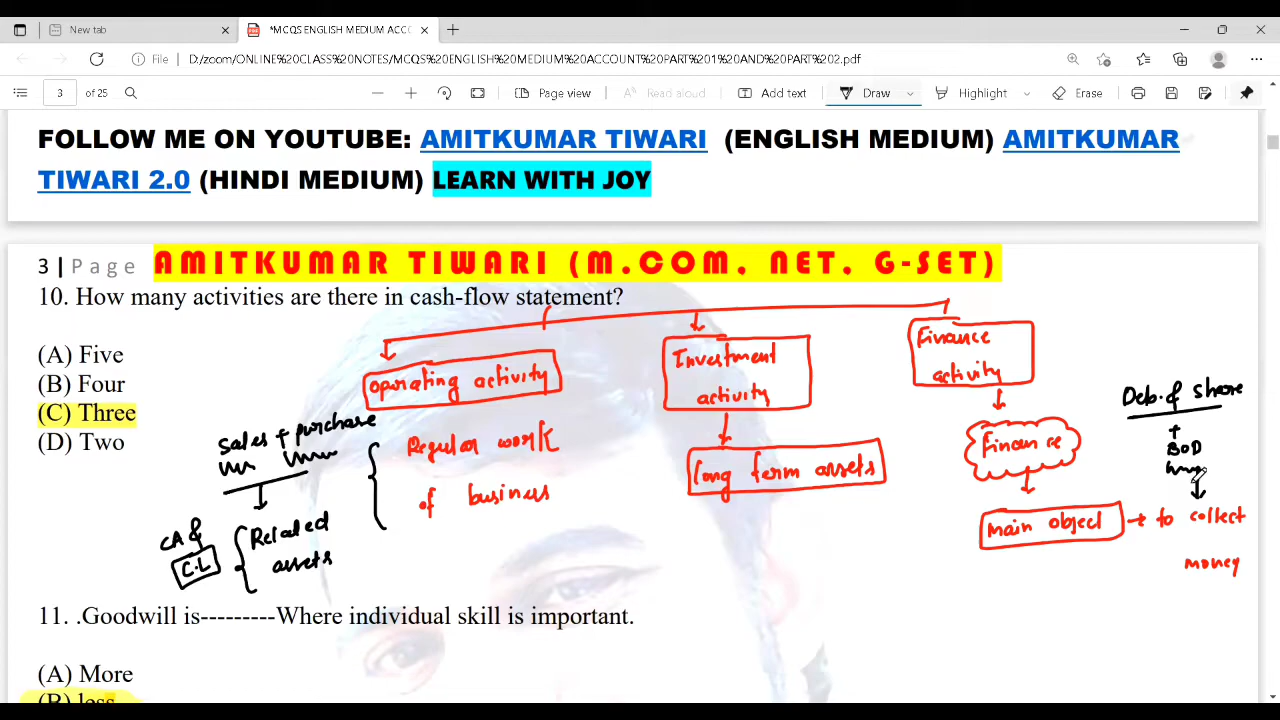 New tab
*MCQS ENGLISH MEDIUM ACCO
File
D:/zoom/ONLINE%20CLASS%20NOTES/MCQS%20ENGLISH%20MEDIUM%20ACCOUNT%20PART%201%20AND%20PART%202.pdf
3 of 25
Page view
Read aloud
Add text
Draw
Highlight
Erase
FOLLOW ME ON YOUTUBE: AMITKUMAR TIWARI (ENGLISH MEDIUM) AMITKUMAR
TIWARI 2.0 (HINDI MEDIUM) LEARN WITH JOY
3 | Page AMITKUMAR TIWARI (M.COM, NET, G-SET)
10. How many activities are there in cash-flow statement?
(A) Five
(B) Four
(C) Three
(D) Two
operating activity
Investment
activity
Finance
activity
Sales + purchase
Regular work
of business
CA &
C.L
Related
assets
long term assets
Finance
main object → to collect
money
Deb. & share
+
BOD
11. .Goodwill is---------Where individual skill is important.
(A) More
(B) less